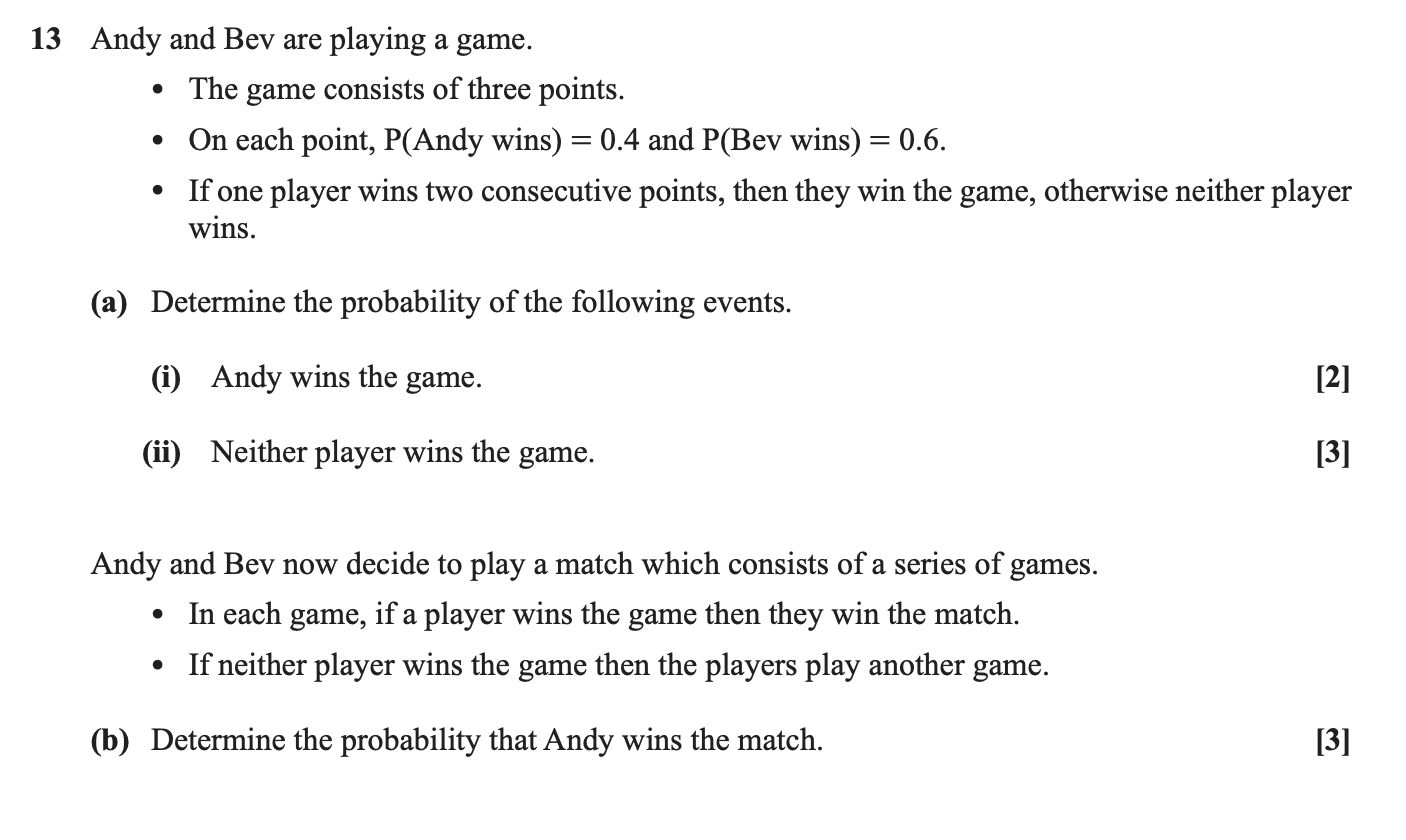 13 Andy and Bev are playing a game.
• The game consists of three points.
• On each point, P(Andy wins) = 0.4 and P(Bev wins) = 0.6.
• If one player wins two consecutive points, then they win the game, otherwise neither player
wins.
(a) Determine the probability of the following events.
(i) Andy wins the game. [2]
(ii) Neither player wins the game. [3]
Andy and Bev now decide to play a match which consists of a series of games.
• In each game, if a player wins the game then they win the match.
• If neither player wins the game then the players play another game.
(b) Determine the probability that Andy wins the match. [3]